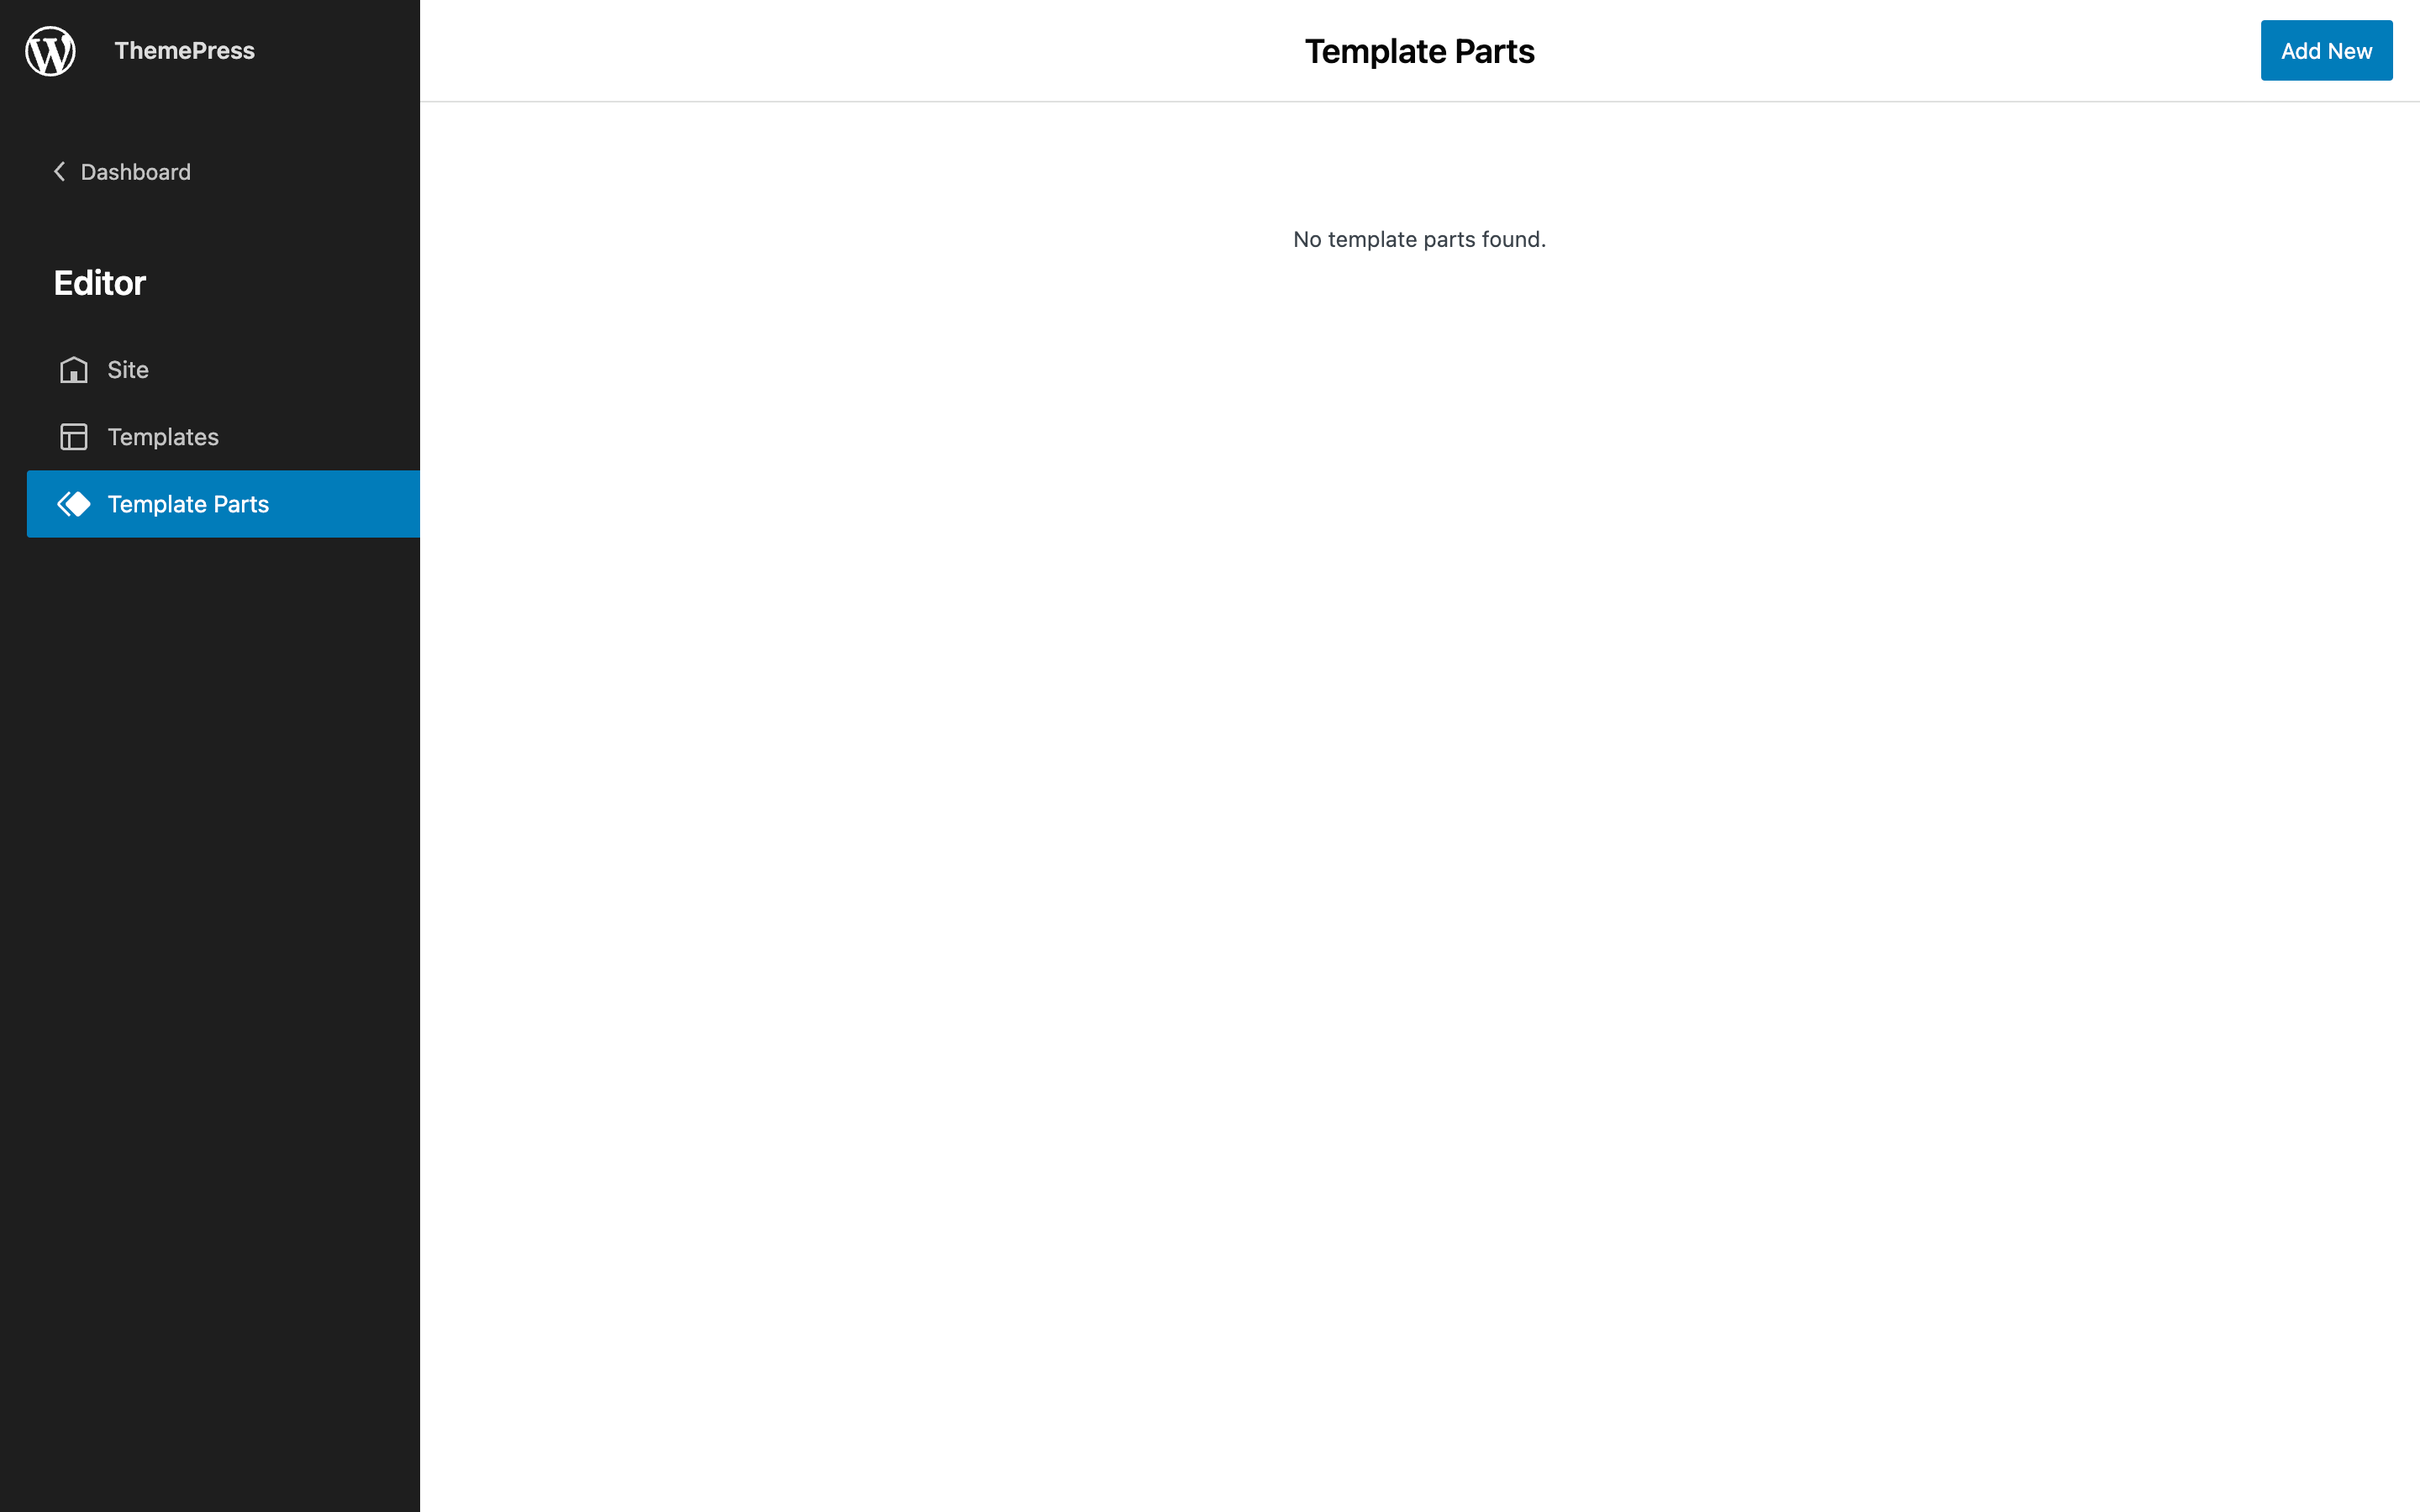 ThemePress
Template Parts
Add New
Dashboard
No template parts found.
Editor
Site
Templates
Template Parts